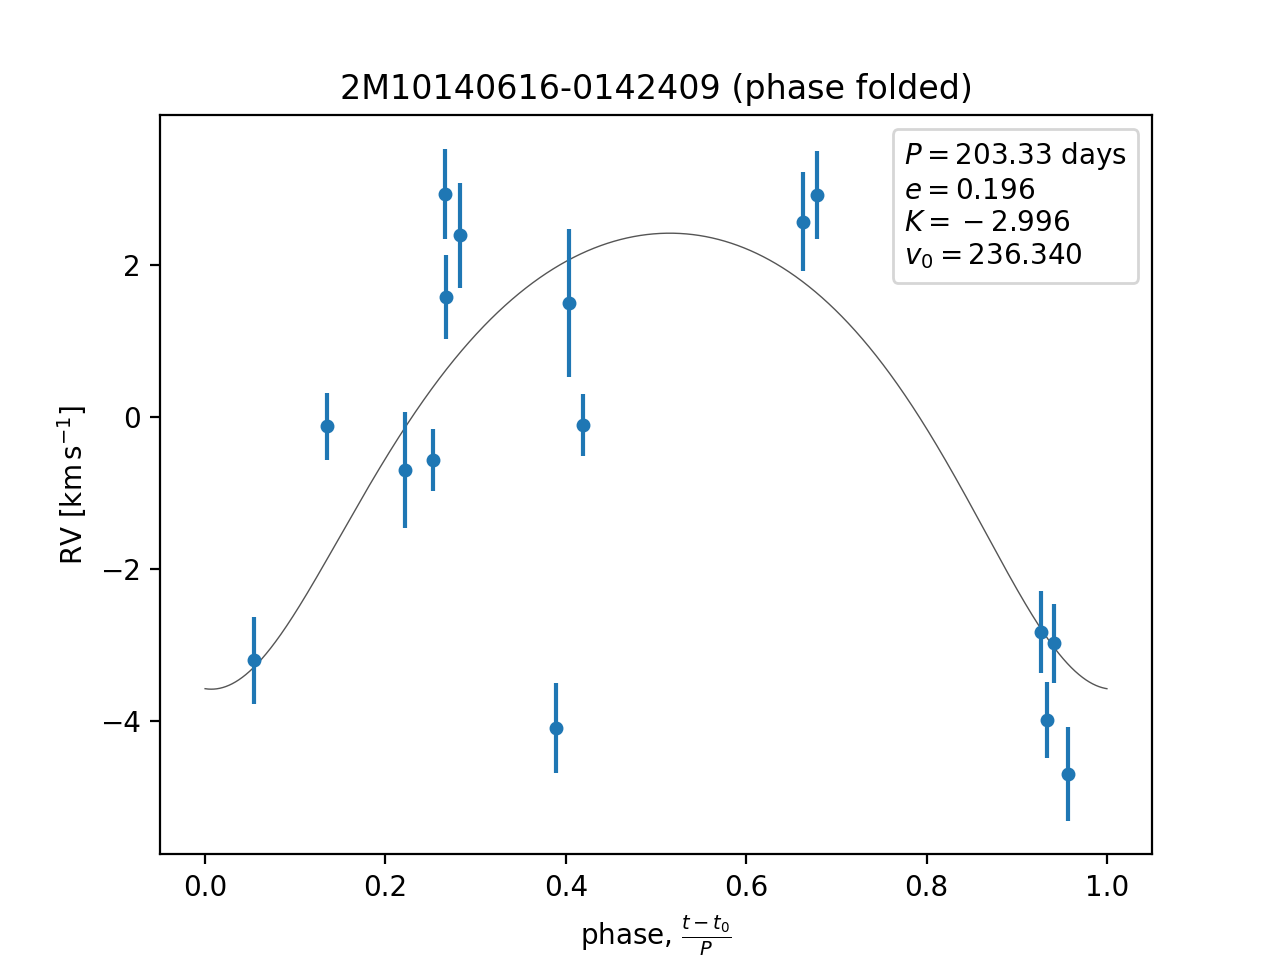 2M10140616-0142409 (phase folded)
P = 203.33 days
e = 0.196
K = −2.996
v₀ = 236.340
RV [km s⁻¹]
2
0
−2
−4
0.0 0.2 0.4 0.6 0.8 1.0
phase, (t − t₀)/P